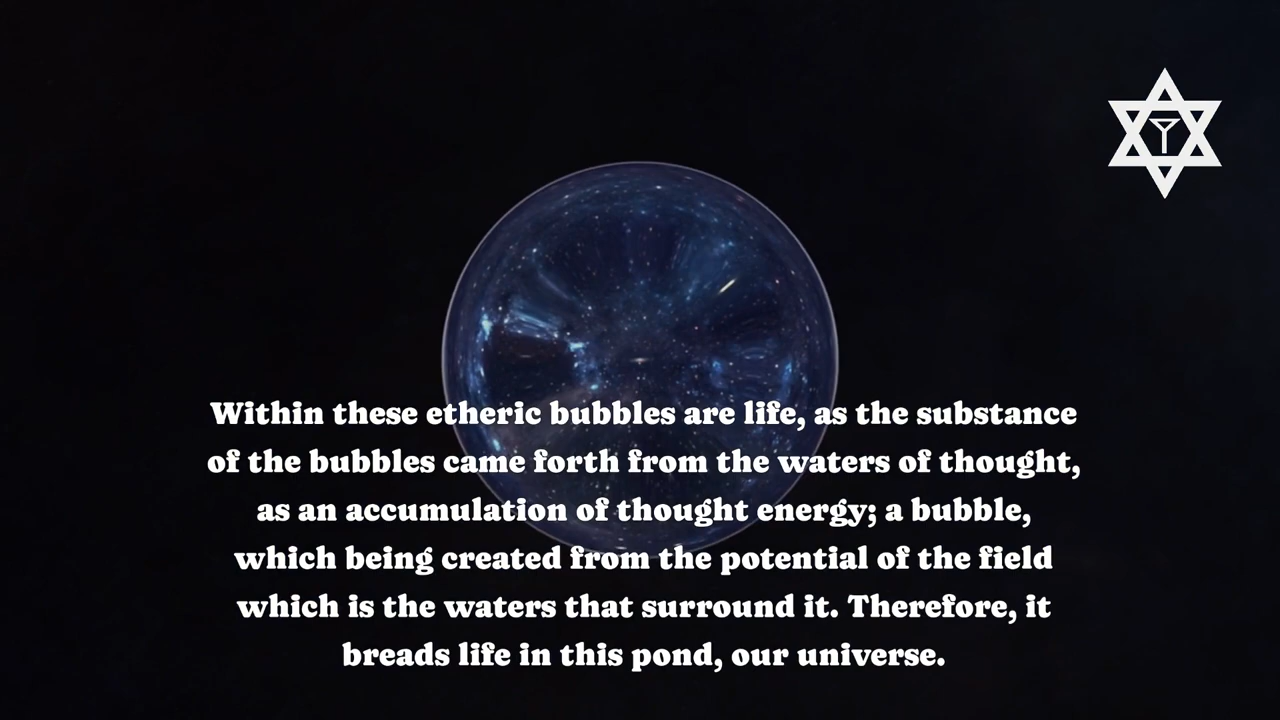 Within these etheric bubbles are life, as the substance
of the bubbles came forth from the waters of thought,
as an accumulation of thought energy; a bubble,
which being created from the potential of the field
which is the waters that surround it. Therefore, it
breads life in this pond, our universe.